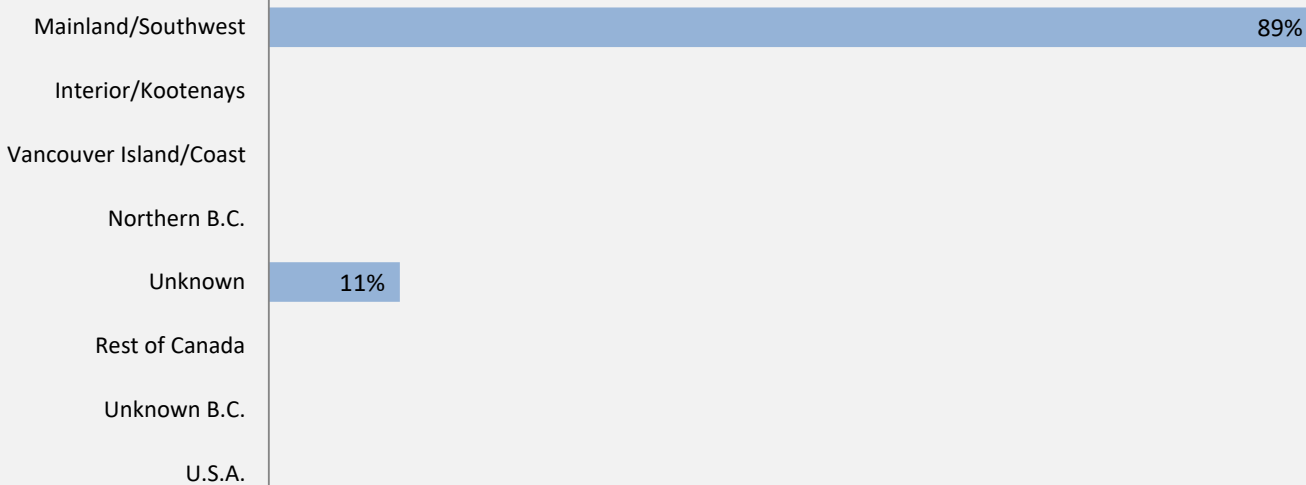 Mainland/Southwest 89%
Interior/Kootenays
Vancouver Island/Coast
Northern B.C.
Unknown 11%
Rest of Canada
Unknown B.C.
U.S.A.